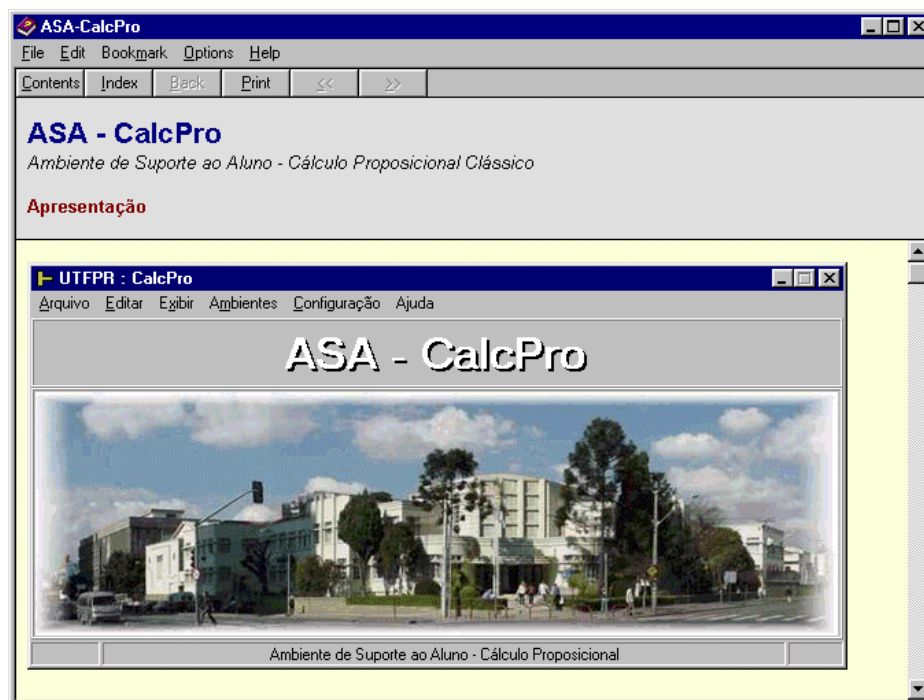 ASA-CalcPro
File Edit Bookmark Options Help
Contents Index Back Print << >>
ASA - CalcPro
Ambiente de Suporte ao Aluno - Cálculo Proposicional Clássico
Apresentação
UTFPR : CalcPro
Arquivo Editar Exibir Ambientes Configuração Ajuda
ASA - CalcPro
Ambiente de Suporte ao Aluno - Cálculo Proposicional